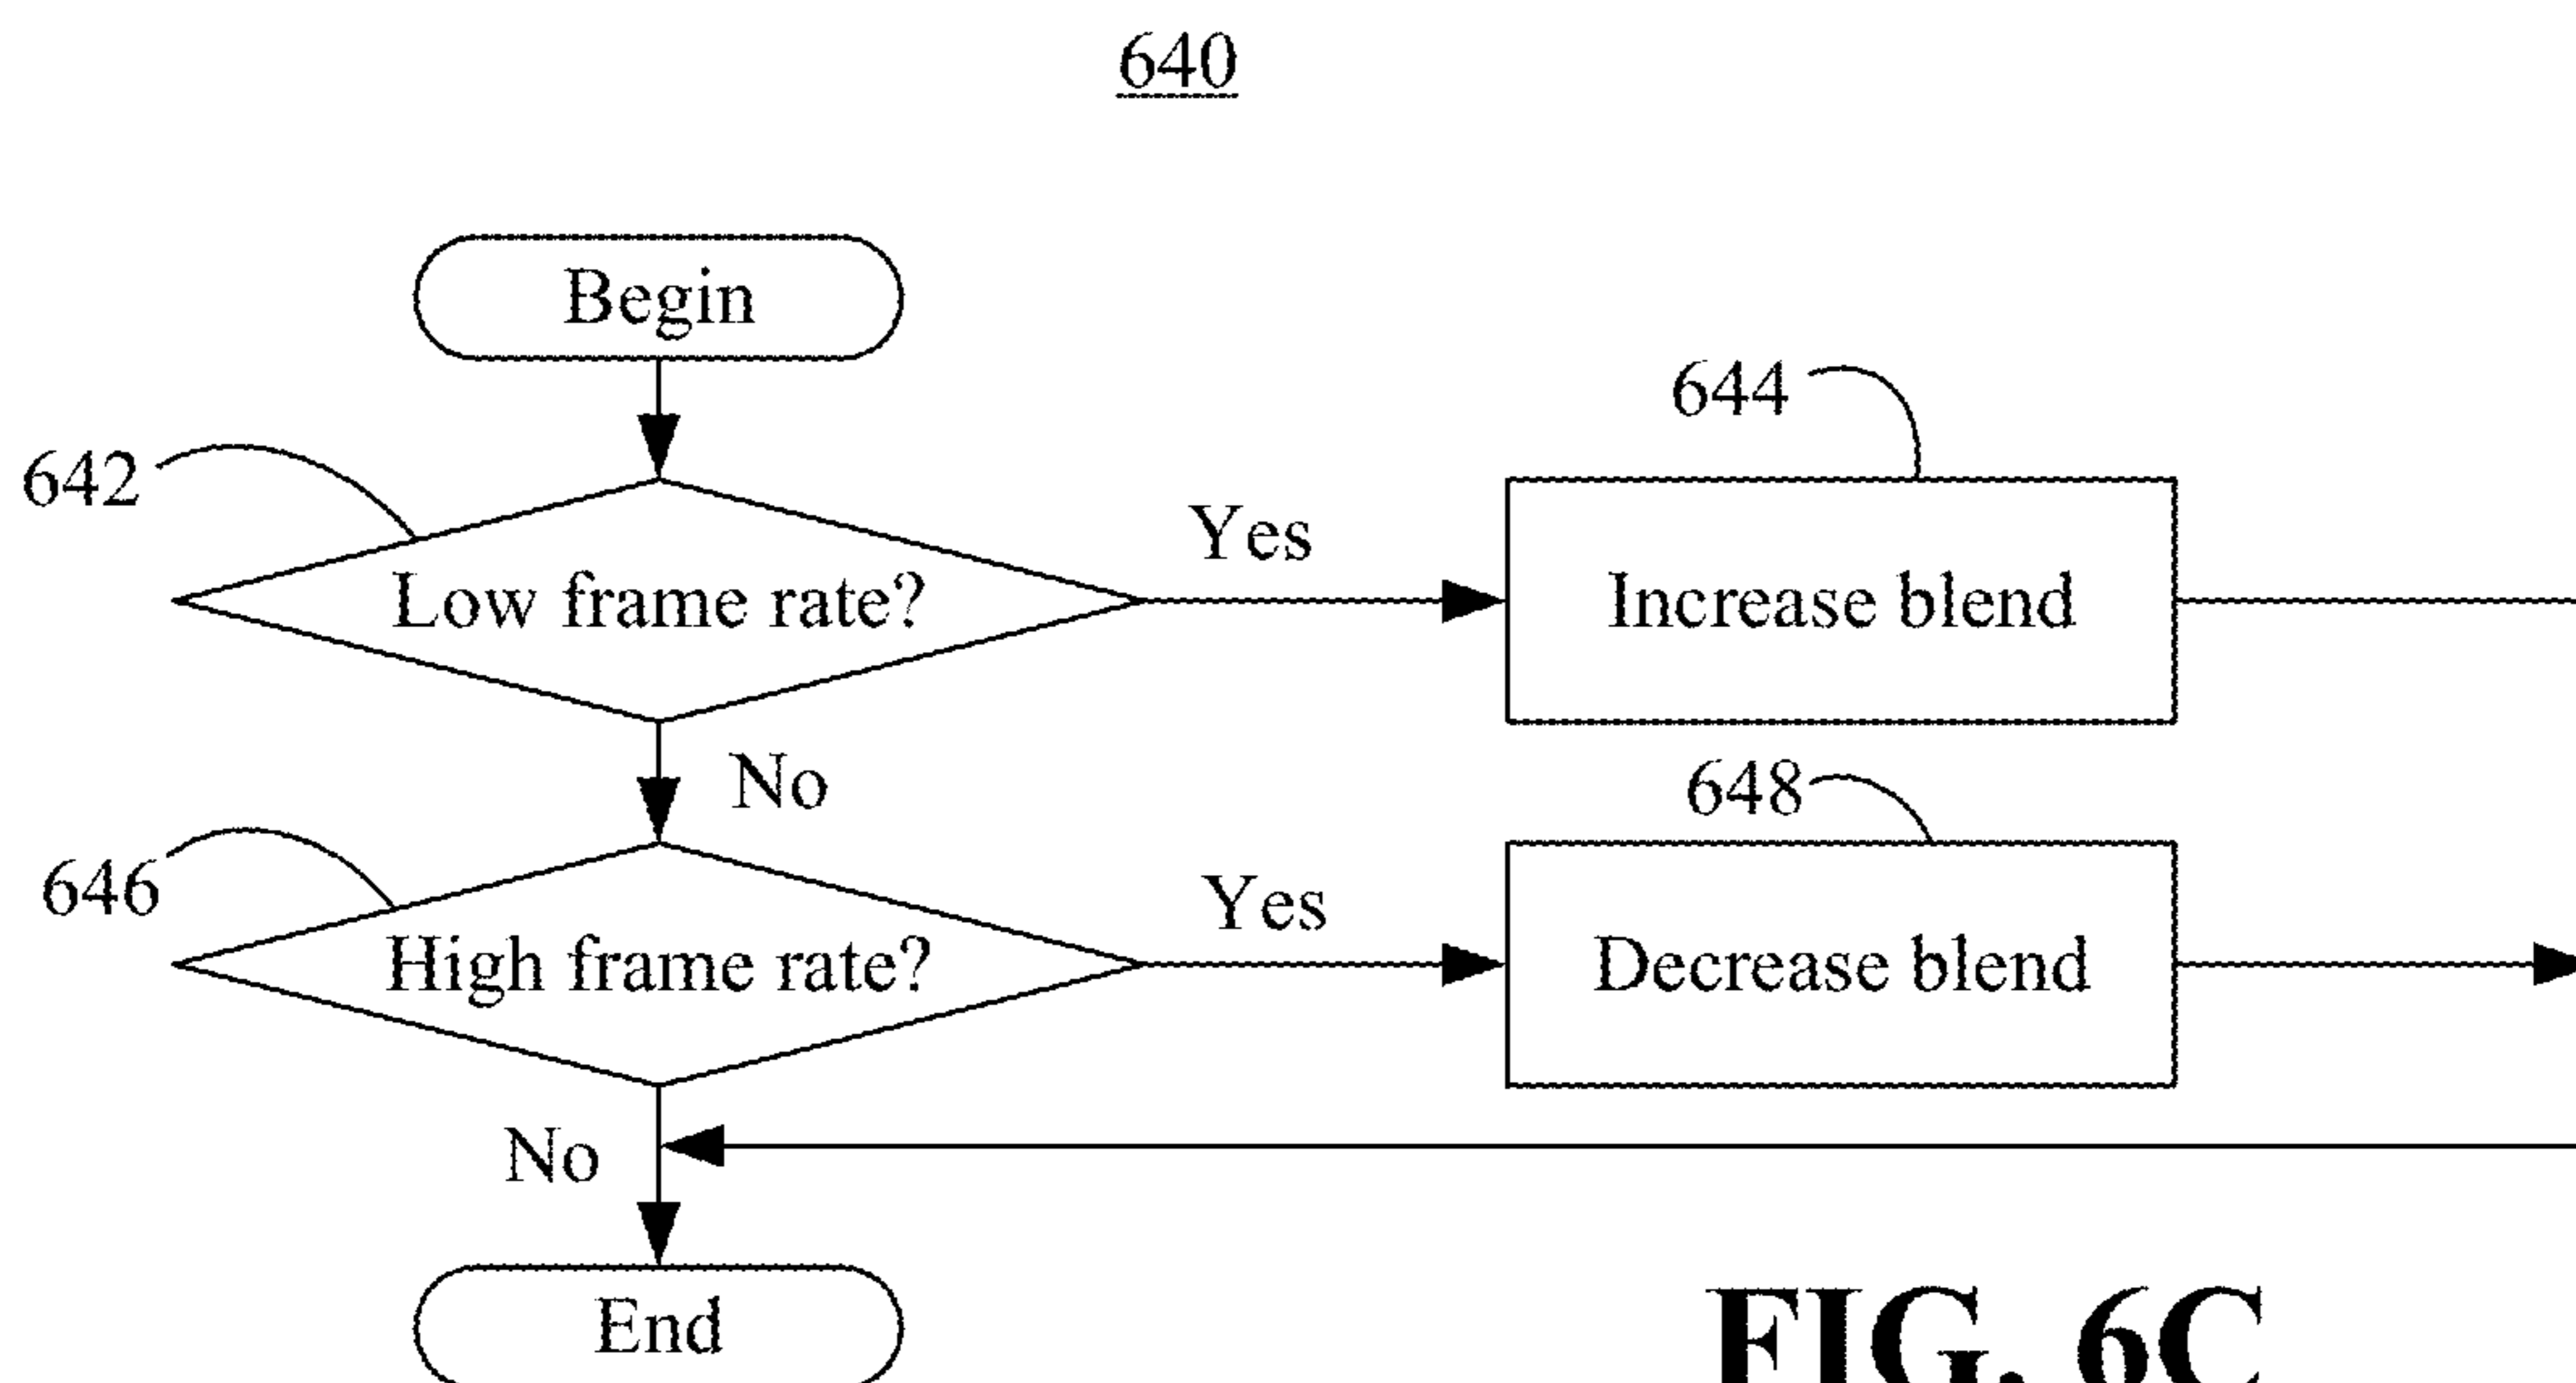 640
Begin
642
Low frame rate?
Yes
644
Increase blend
No
646
High frame rate?
Yes
648
Decrease blend
No
End
FIG. 6C